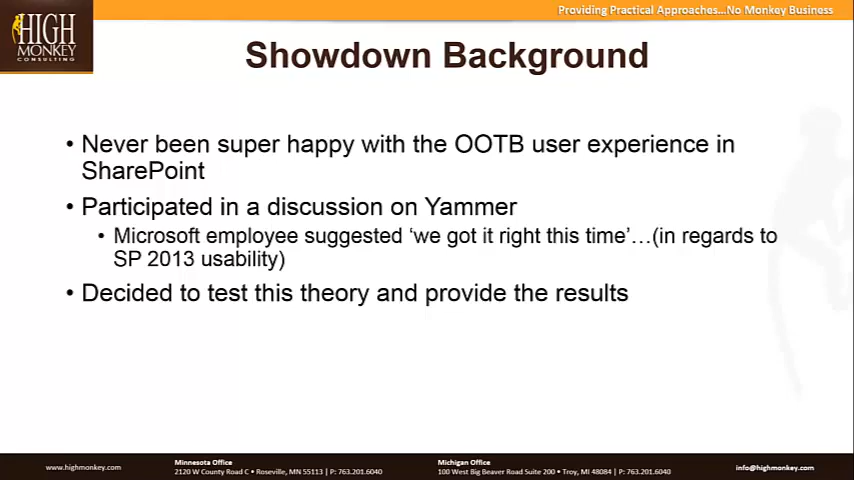 Providing Practical Approaches...No Monkey Business
HIGH
MONKEY
CONSULTING
Showdown Background
• Never been super happy with the OOTB user experience in
SharePoint
• Participated in a discussion on Yammer
• Microsoft employee suggested ‘we got it right this time’…(in regards to
SP 2013 usability)
• Decided to test this theory and provide the results
www.highmonkey.com
Minnesota Office
2120 W County Road C • Roseville, MN 55113 | P: 763.201.6040
Michigan Office
100 West Big Beaver Road Suite 200 • Troy, MI 48084 | P: 763.201.6040
info@highmonkey.com